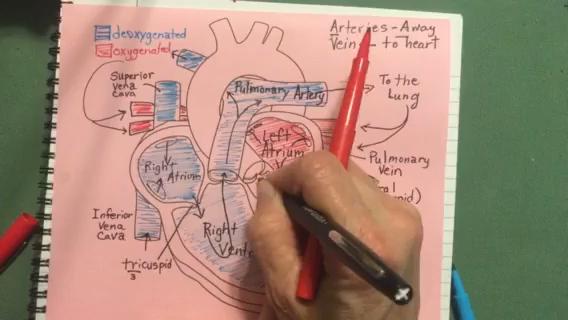 deoxygenated
oxygenated
Arteries - Away
Vein - to heart
Superior
vena
cava
Pulmonary Artery
To the
Lung
Left
Atrium
Pulmonary
Vein
Right
Atrium
Inferior
Vena
Cava
Right
tricuspid
3